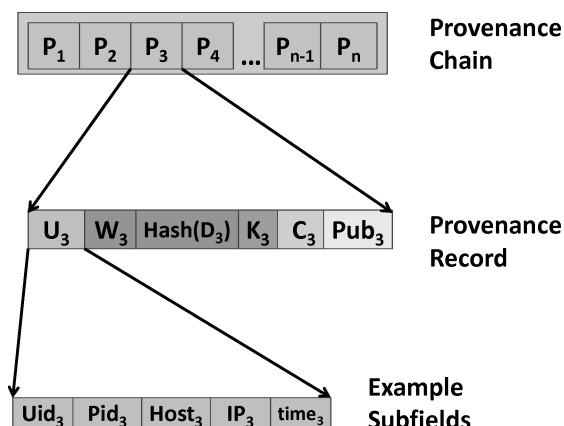 P1 P2 P3 P4 ... Pn-1 Pn
Provenance
Chain
U3 W3 Hash(D3) K3 C3 Pub3
Provenance
Record
Example
Uid3 Pid3 Host3 IP3 time3
Subfields